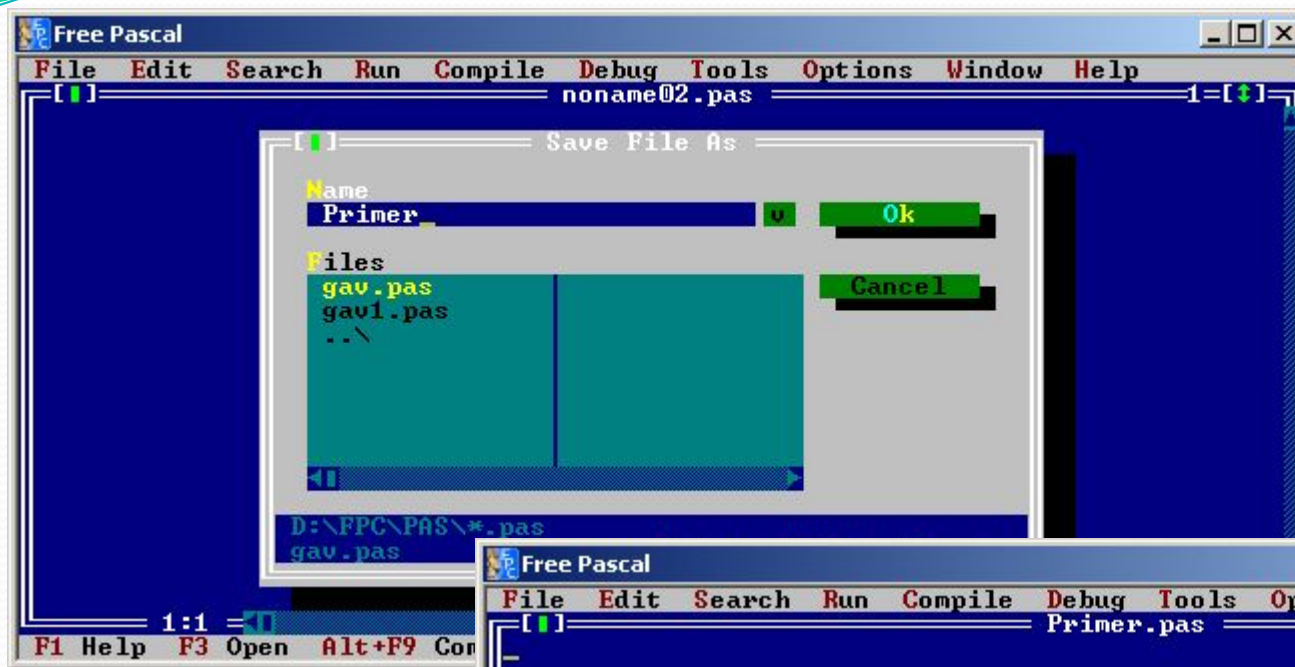 Free Pascal
File Edit Search Run Compile Debug Tools Options Window Help
noname02.pas 1
Save File As
Name
Primer v Ok
Files
gav.pas Cancel
gav1.pas
..\
D:\FPC\PAS\*.pas
gav.pas
1:1
F1 Help F3 Open Alt+F9 Com
Free Pascal
File Edit Search Run Compile Debug Tools Op
Primer.pas